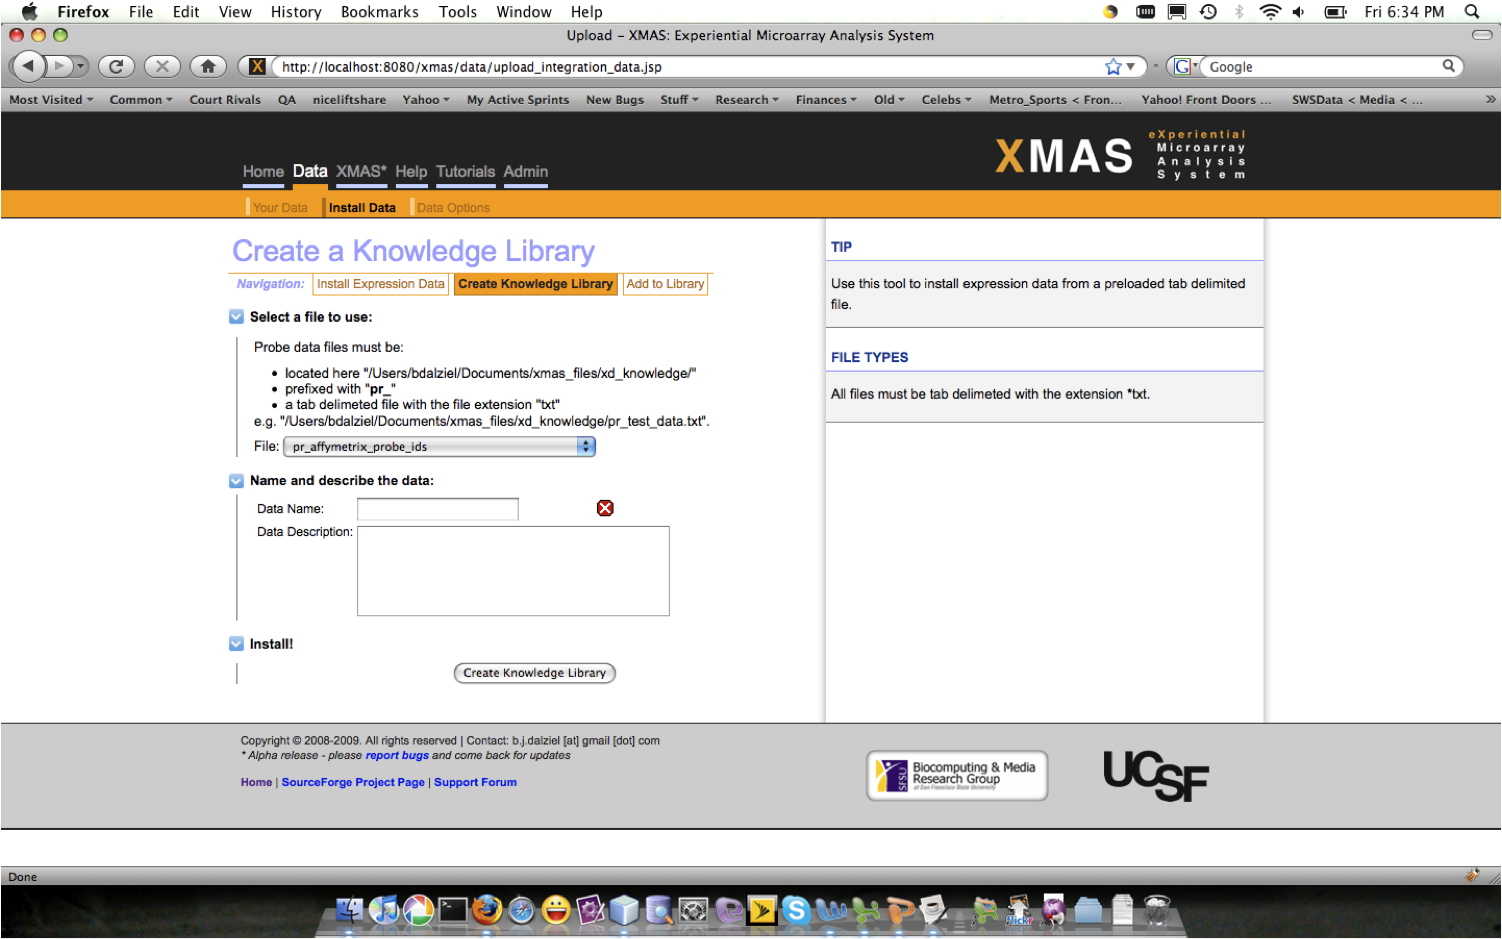 Firefox File Edit View History Bookmarks Tools Window Help Fri 6:34 PM
Upload – XMAS: Experiential Microarray Analysis System
X http://localhost:8080/xmas/data/upload_integration_data.jsp G Google
Most Visited Common Court Rivals QA niceliftshare Yahoo My Active Sprints New Bugs Stuff Research Finances Old Celebs Metro_Sports < Fron... Yahoo! Front Doors ... SWSData < Media < ... »
XMAS
eXperiential
Microarray
Analysis
System
Home Data XMAS* Help Tutorials Admin
Your Data Install Data Data Options
Create a Knowledge Library
Navigation: Install Expression Data Create Knowledge Library Add to Library
Select a file to use:
Probe data files must be:
• located here "/Users/bdalziel/Documents/xmas_files/xd_knowledge/"
• prefixed with "pr_"
• a tab delimeted file with the file extension "txt"
e.g. "/Users/bdalziel/Documents/xmas_files/xd_knowledge/pr_test_data.txt".
File: pr_affymetrix_probe_ids
Name and describe the data:
Data Name:
Data Description:
Install!
Create Knowledge Library
TIP
Use this tool to install expression data from a preloaded tab delimited
file.
FILE TYPES
All files must be tab delimeted with the extension *txt.
Copyright © 2008-2009. All rights reserved | Contact: b.j.dalziel [at] gmail [dot] com
* Alpha release - please report bugs and come back for updates
Home | SourceForge Project Page | Support Forum
SFSU
Biocomputing & Media
Research Group
at San Francisco State University
UCSF
Done
flickr